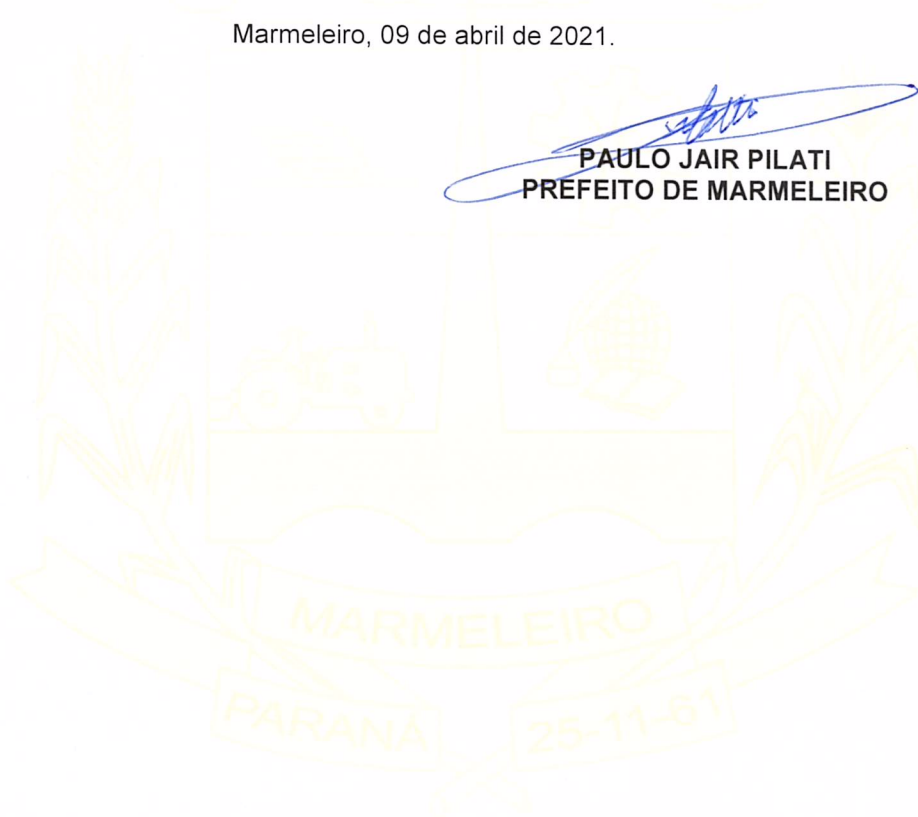 Marmeleiro, 09 de abril de 2021.
PAULO JAIR PILATI
PREFEITO DE MARMELEIRO
MARMELEIRO
PARANÁ
25-11-61